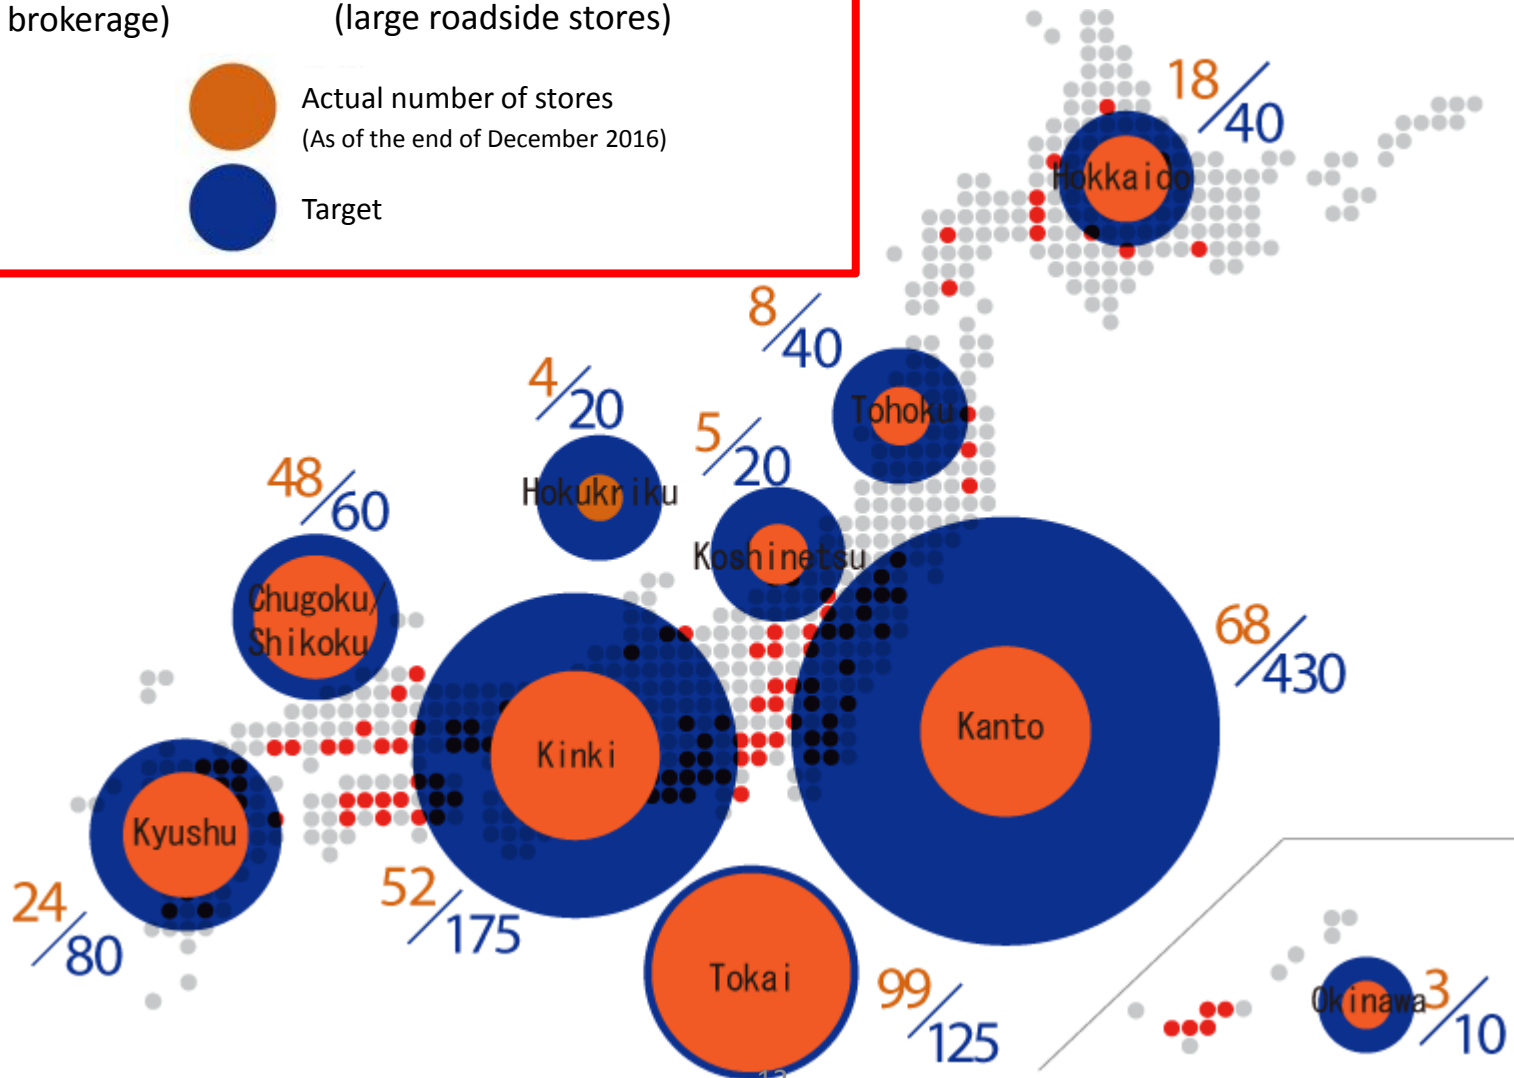 brokerage)
(large roadside stores)
Actual number of stores
(As of the end of December 2016)
Target
18/40
Hokkaido
8/40
Tohoku
4/20
Hokukriku
5/20
Koshinetsu
48/60
Chugoku/
Shikoku
68/430
Kanto
Kinki
52/175
Kyushu
24/80
Tokai
99/125
Okinawa
3/10
13